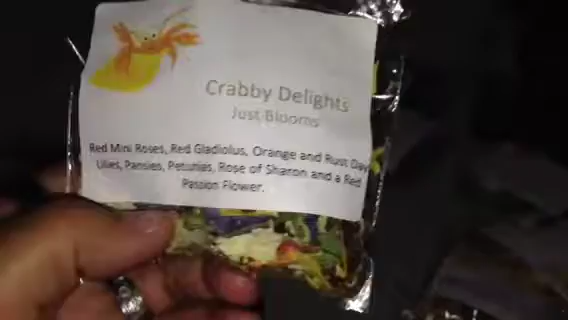 Crabby Delights
Just Blooms
Red Mini Roses, Red Gladiolus, Orange and Rust Day
Lilies, Pansies, Petunias, Rose of Sharon and a Red
Passion Flower.